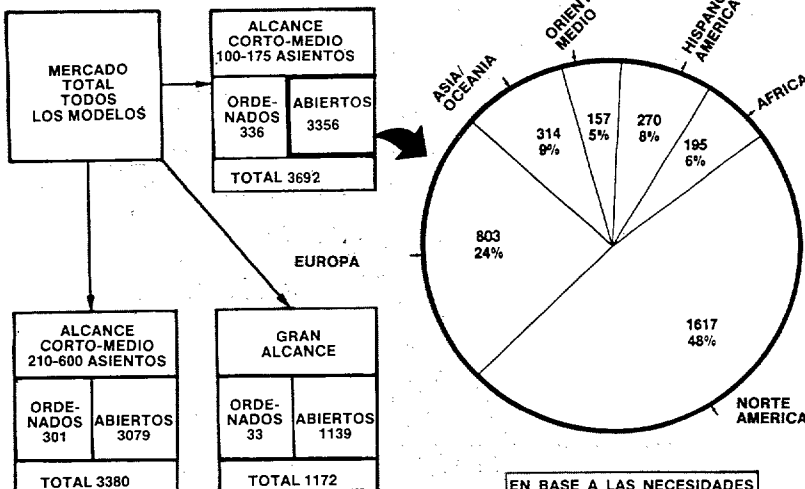 MERCADO
TOTAL
TODOS
LOS MODELOS
ALCANCE
CORTO-MEDIO
100-175 ASIENTOS
ORDE-
NADOS
336
ABIERTOS
3356
TOTAL 3692
ALCANCE
CORTO-MEDIO
210-600 ASIENTOS
ORDE-
NADOS
301
ABIERTOS
3079
TOTAL 3380
GRAN
ALCANCE
ORDE-
NADOS
33
ABIERTOS
1139
TOTAL 1172
EUROPA
803
24%
ASIA/
OCEANIA
314
9%
MEDIO
157
5%
AMERICA
270
8%
AFRICA
195
6%
NORTE
AMERICA
1617
48%
EN BASE A LAS NECESIDADES